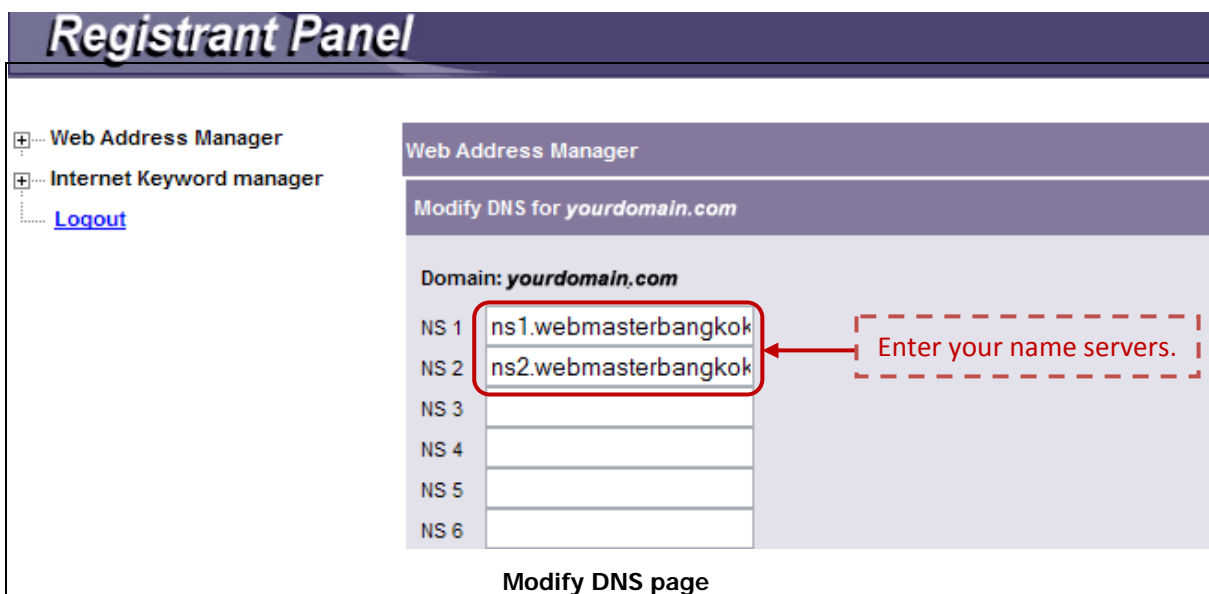 Registrant Panel
Web Address Manager
Internet Keyword manager
Logout
Web Address Manager
Modify DNS for yourdomain.com
Domain: yourdomain.com
NS 1 ns1.webmasterbangkok
NS 2 ns2.webmasterbangkok
Enter your name servers.
NS 3
NS 4
NS 5
NS 6
Modify DNS page